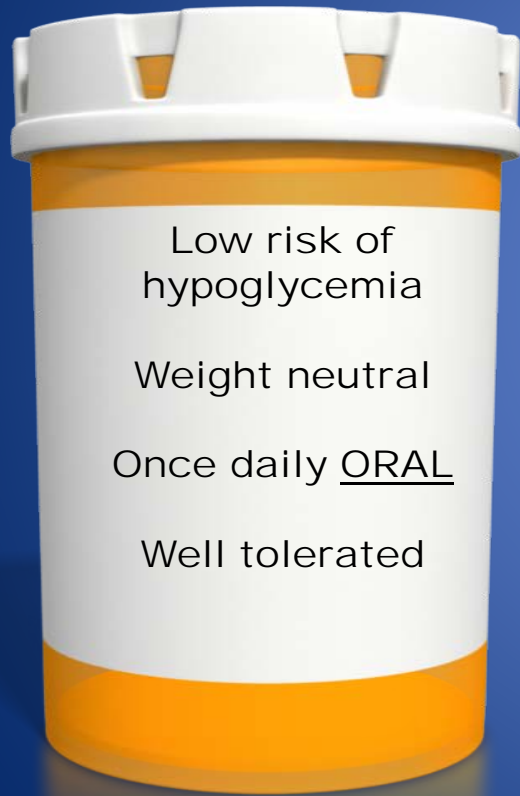 Low risk of
hypoglycemia
Weight neutral
Once daily ORAL
Well tolerated